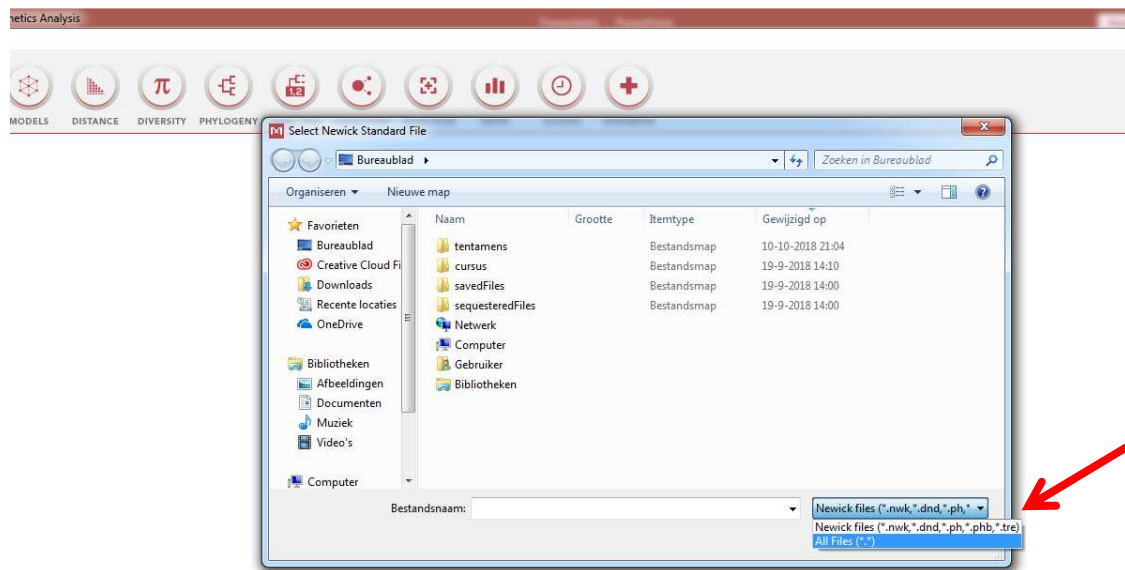 netics Analysis
MODELS DISTANCE DIVERSITY PHYLOGENY
Select Newick Standard File
Bureaublad
Zoeken in Bureaublad
Organiseren Nieuwe map
Favorieten
Bureaublad
Creative Cloud Fi
Downloads
Recente locaties
OneDrive
Bibliotheken
Afbeeldingen
Documenten
Muziek
Video's
Computer
Naam Grootte Itemtype Gewijzigd op
tentamens Bestandsmap 10-10-2018 21:04
cursus Bestandsmap 19-9-2018 14:10
savedFiles Bestandsmap 19-9-2018 14:00
sequesteredFiles Bestandsmap 19-9-2018 14:00
Netwerk
Computer
Gebruiker
Bibliotheken
Bestandsnaam:
Newick files (*.nwk,*.dnd,*.ph,*
Newick files (*.nwk,*.dnd,*.ph,*.phb,*.tre)
All Files (*.*)